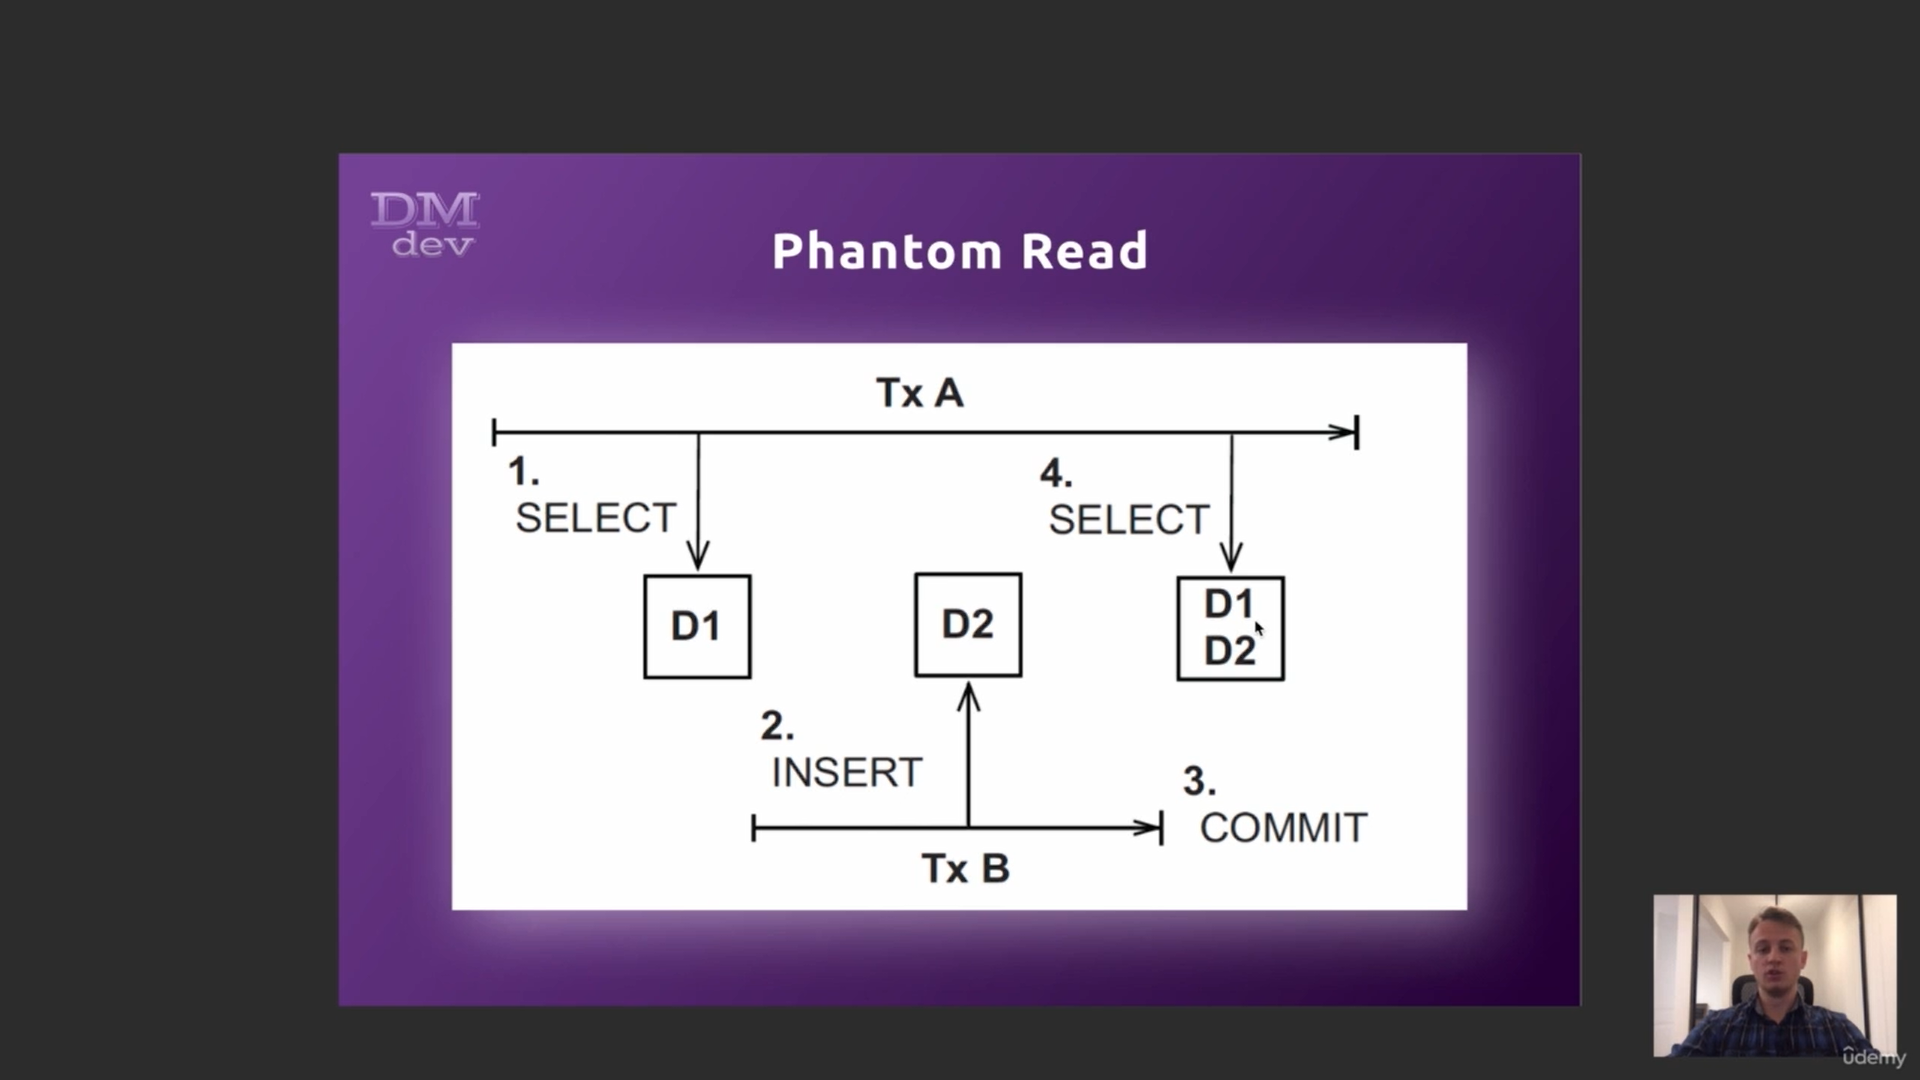 DM
dev
Phantom Read
Tx A
1.
SELECT
4.
SELECT
D1
D2
D1
D2
2.
INSERT
3.
COMMIT
Tx B
ûdemy